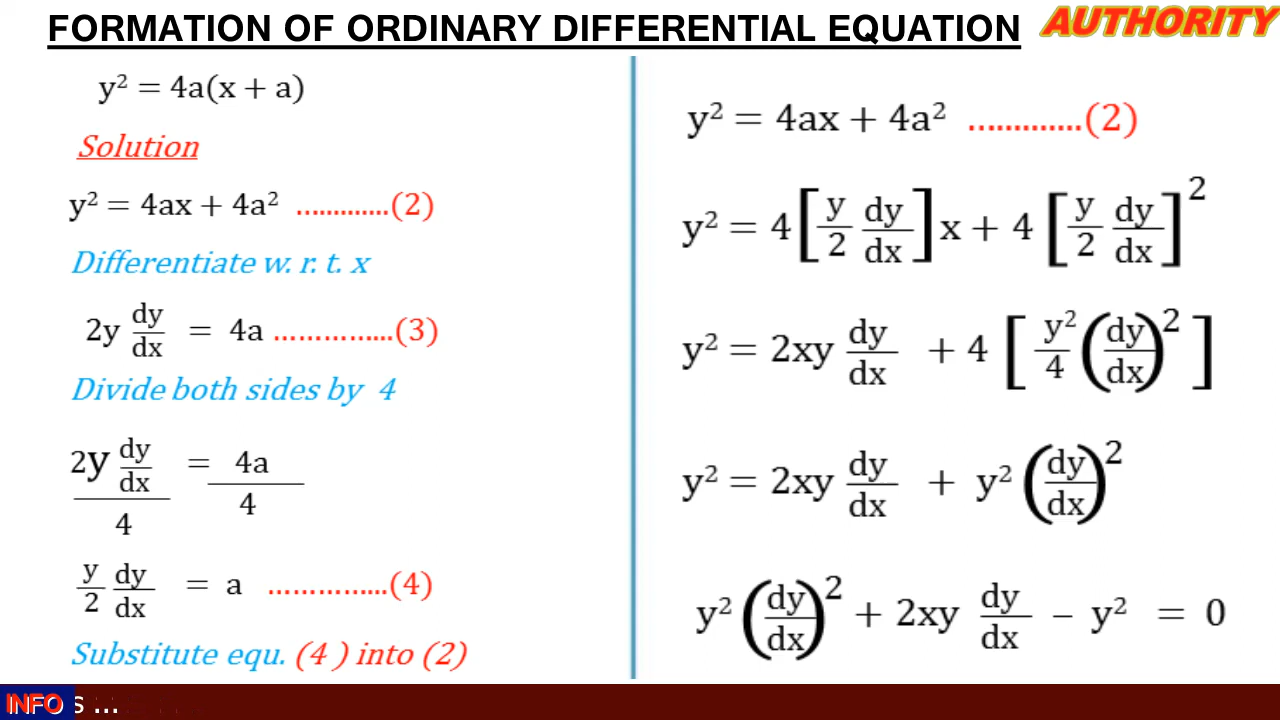 FORMATION OF ORDINARY DIFFERENTIAL EQUATION
AUTHORITY
y² = 4a(x + a)
Solution
y² = 4ax + 4a² .............(2)
Differentiate w. r. t. x
2y dy/dx = 4a ...............(3)
Divide both sides by 4
2y dy/dx / 4 = 4a / 4
y/2 dy/dx = a ...............(4)
Substitute equ. (4 ) into (2)
y² = 4ax + 4a² .............(2)
y² = 4 [y/2 dy/dx] x + 4 [y/2 dy/dx]²
y² = 2xy dy/dx + 4 [y²/4 (dy/dx)²]
y² = 2xy dy/dx + y² (dy/dx)²
y² (dy/dx)² + 2xy dy/dx − y² = 0
INFO s ...